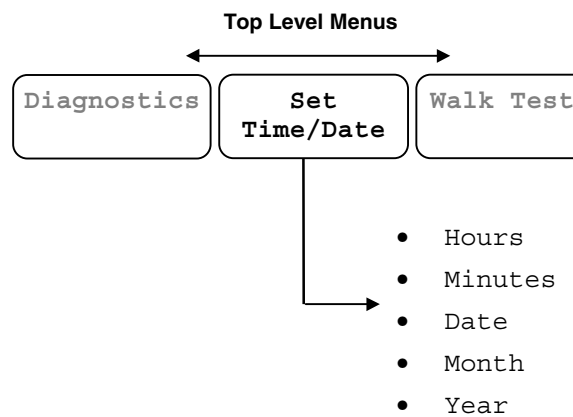 Top Level Menus
Diagnostics
Set
Time/Date
Walk Test
• Hours
• Minutes
• Date
• Month
• Year